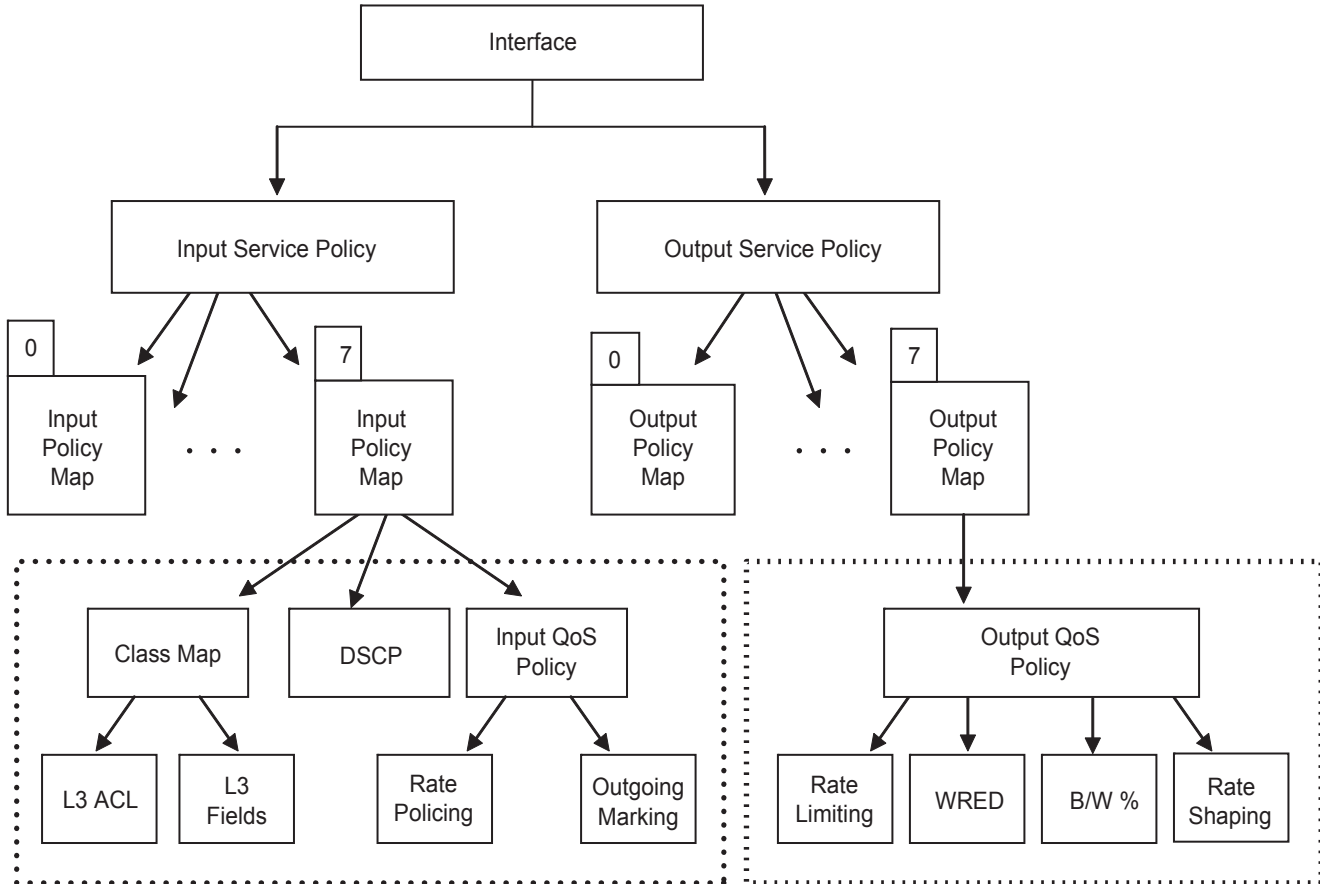 Interface
Input Service Policy
Output Service Policy
0
7
0
7
Input
Policy
Map
. . .
Input
Policy
Map
Output
Policy
Map
. . .
Output
Policy
Map
Class Map
DSCP
Input QoS
Policy
Output QoS
Policy
L3 ACL
L3
Fields
Rate
Policing
Outgoing
Marking
Rate
Limiting
WRED
B/W %
Rate
Shaping